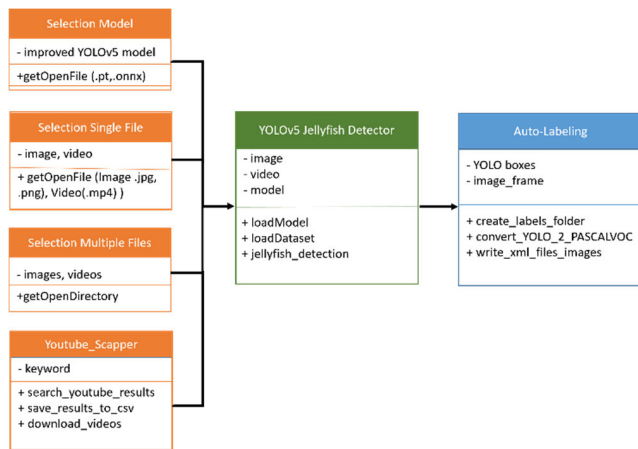 Selection Model
- improved YOLOv5 model
+getOpenFile (.pt,.onnx)
Selection Single File
- image, video
+ getOpenFile (Image .jpg,
.png), Video(.mp4) )
Selection Multiple Files
- images, videos
+getOpenDirectory
Youtube_Scapper
- keyword
+ search_youtube_results
+ save_results_to_csv
+ download_videos
YOLOv5 Jellyfish Detector
- image
- video
- model
+ loadModel
+ loadDataset
+ jellyfish_detection
Auto-Labeling
- YOLO boxes
- image_frame
+ create_labels_folder
+ convert_YOLO_2_PASCALVOC
+ write_xml_files_images